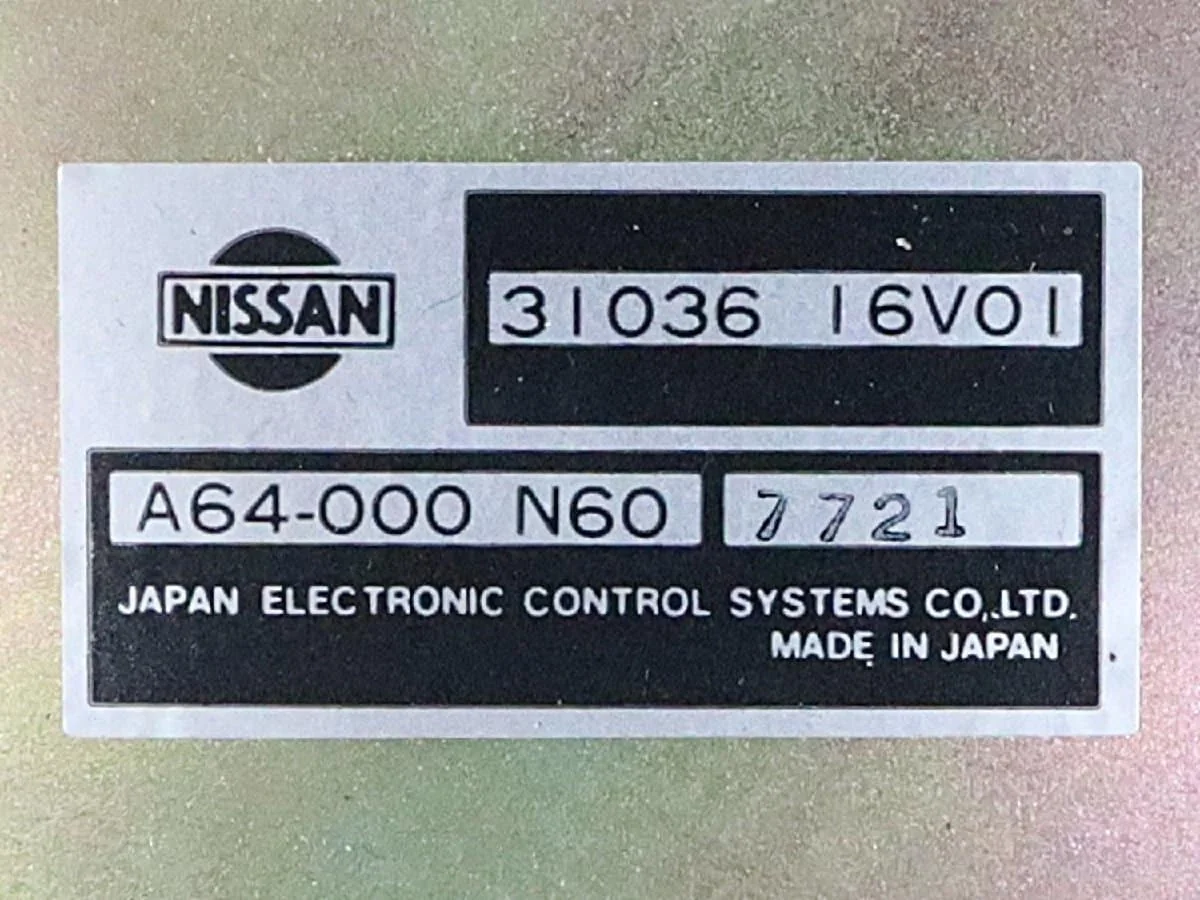 NISSAN
31036 16V01
A64-000 N60 7721
JAPAN ELECTRONIC CONTROL SYSTEMS CO.,LTD.
MADE IN JAPAN